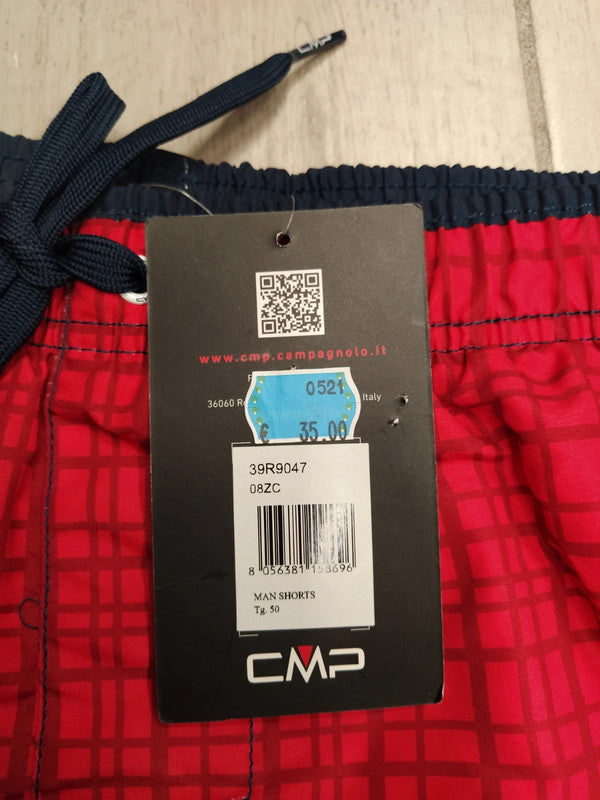 CMP
www.cmp.campagnolo.it
36060 Italy
0521
€ 35.00
39R9047
08ZC
8 056381 158696
MAN SHORTS
Tg. 50
CMP